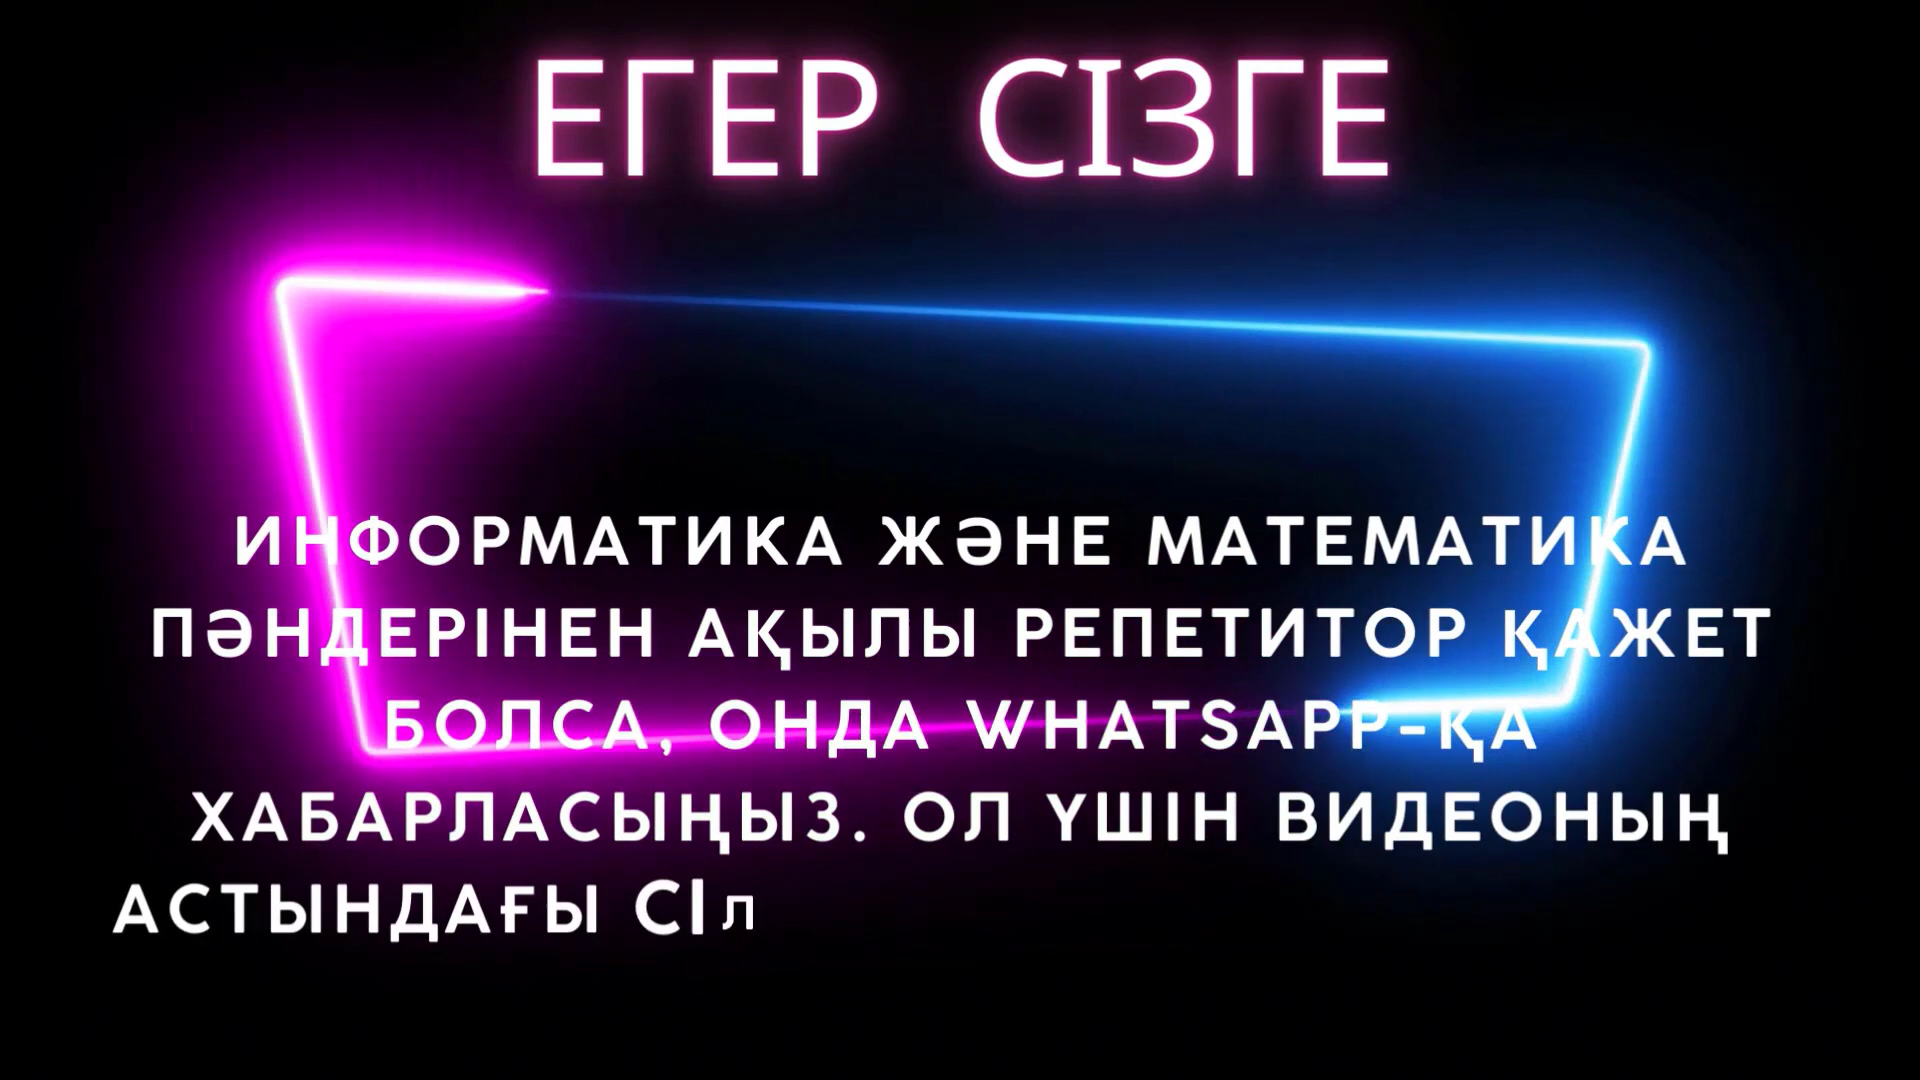 ЕГЕР СІЗГЕ
ИНФОРМАТИКА ЖӘНЕ МАТЕМАТИКА
ПӘНДЕРІНЕН АҚЫЛЫ РЕПЕТИТОР ҚАЖЕТ
БОЛСА, ОНДА WHATSAPP-ҚА
ХАБАРЛАСЫҢЫЗ. ОЛ ҮШІН ВИДЕОНЫҢ
АСТЫНДАҒЫ СІЛ